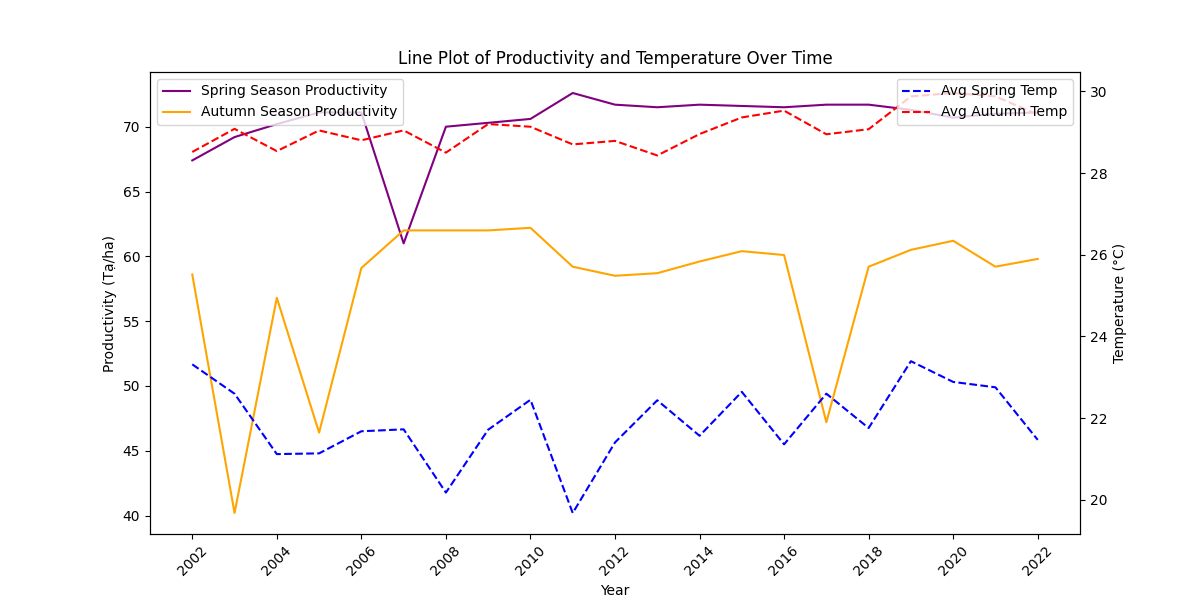 Line Plot of Productivity and Temperature Over Time
Spring Season Productivity
Autumn Season Productivity
Avg Spring Temp
Avg Autumn Temp
Productivity (Tạ/ha)
70
65
60
55
50
45
40
30
28
26
24
22
20
Temperature (°C)
2002 2004 2006 2008 2010 2012 2014 2016 2018 2020 2022
Year